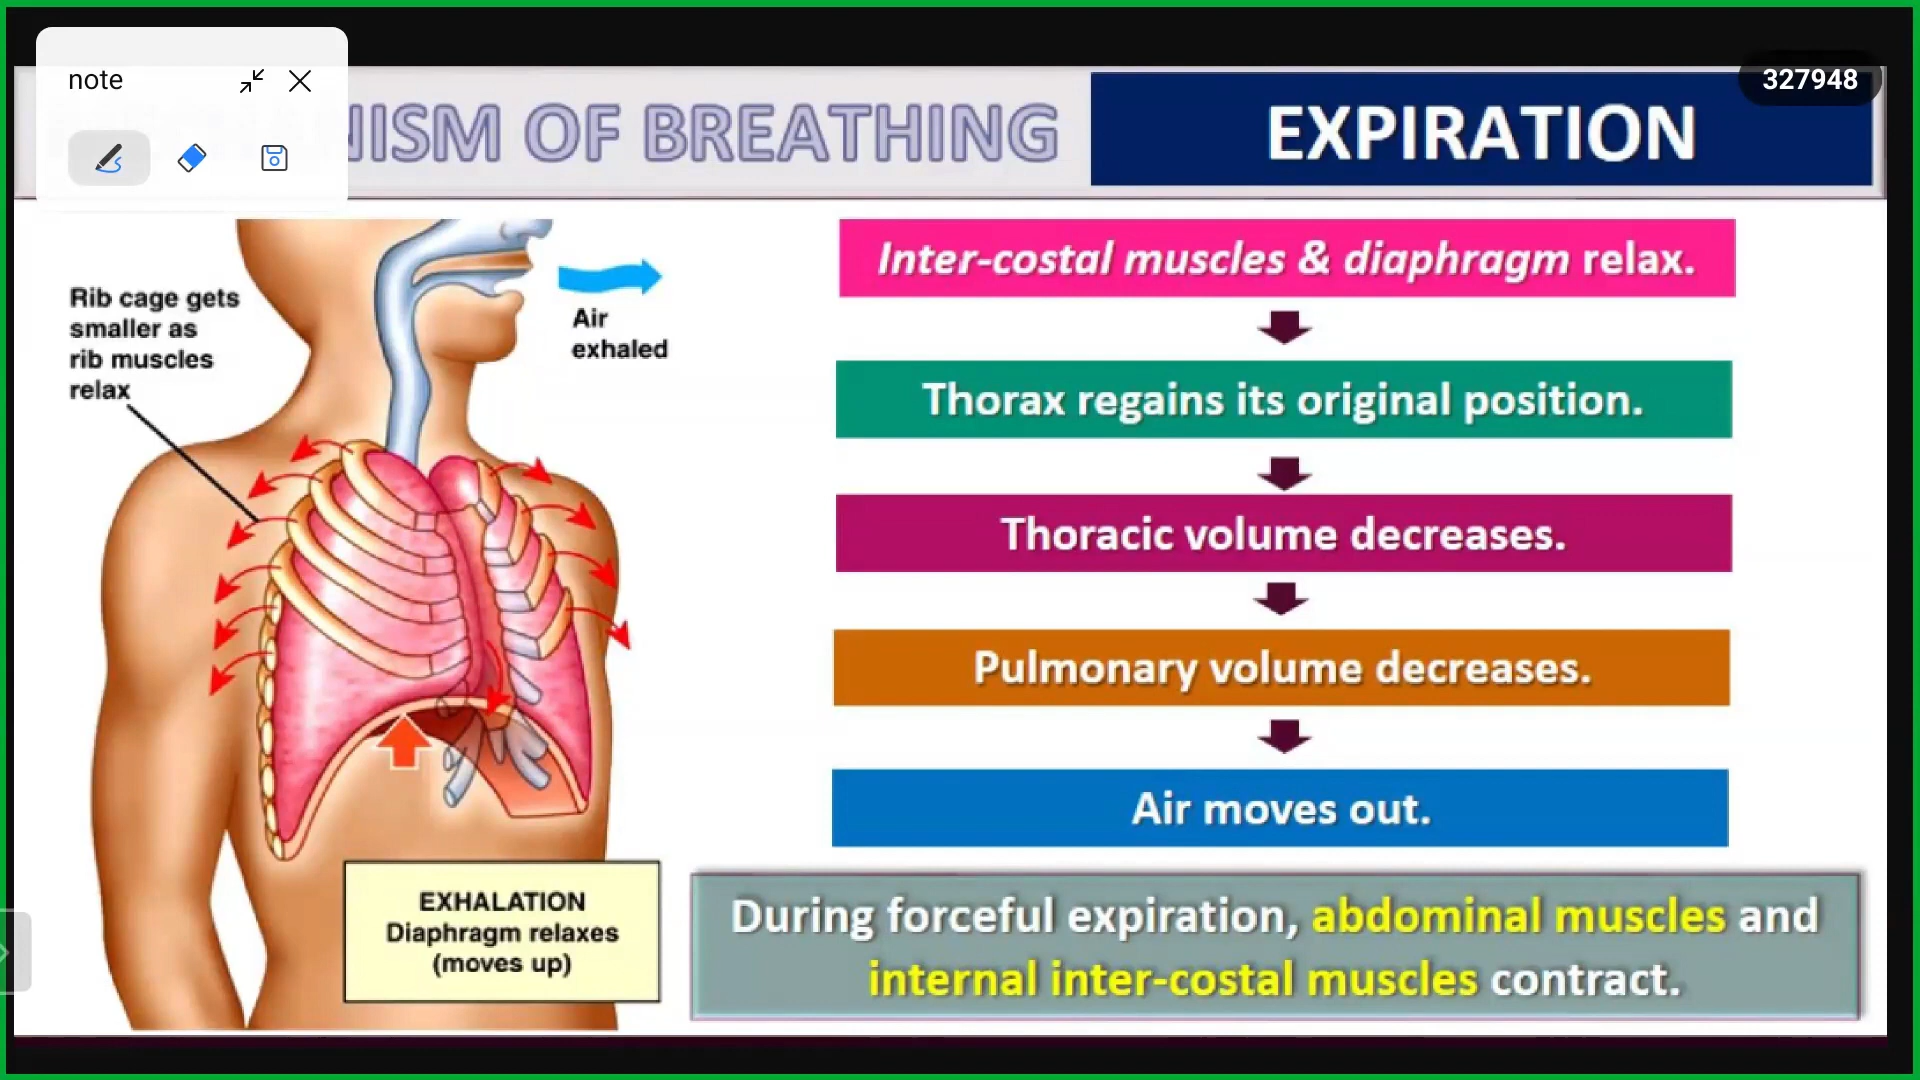 note
327948
NISM OF BREATHING
EXPIRATION
Inter-costal muscles & diaphragm relax.
Thorax regains its original position.
Thoracic volume decreases.
Pulmonary volume decreases.
Air moves out.
Rib cage gets
smaller as
rib muscles
relax
Air
exhaled
EXHALATION
Diaphragm relaxes
(moves up)
During forceful expiration, abdominal muscles and
internal inter-costal muscles contract.